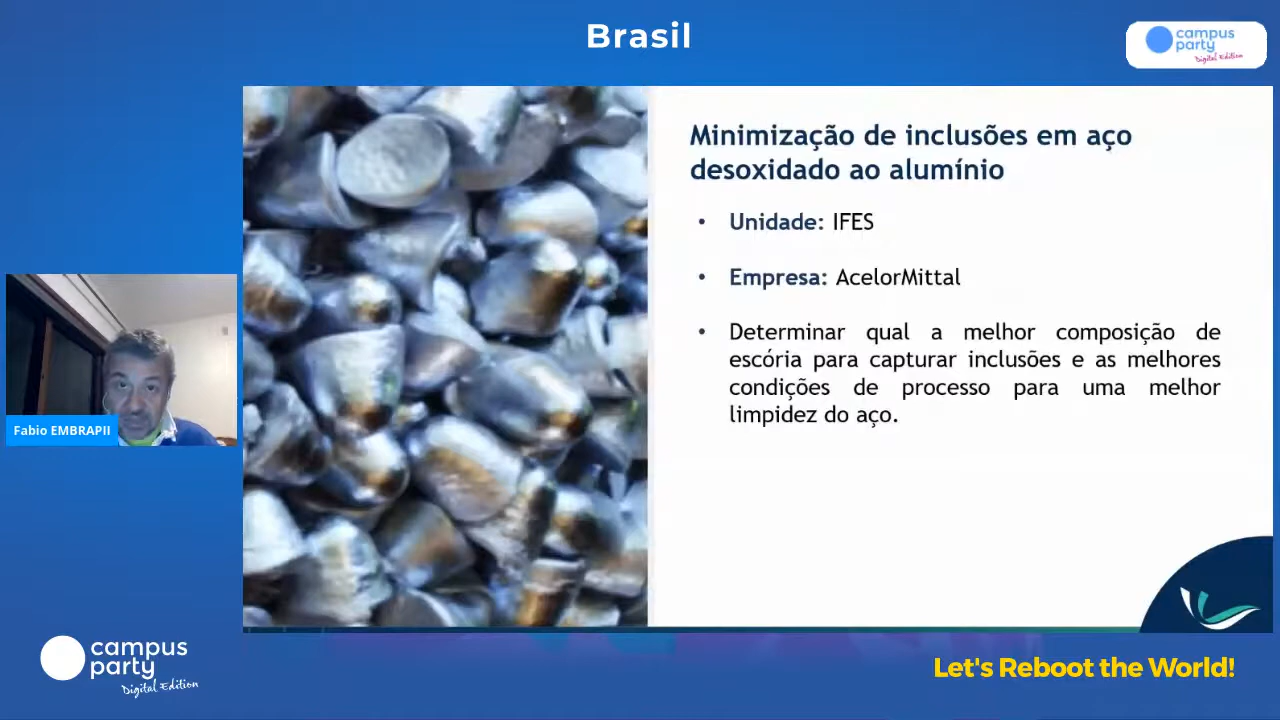 Brasil
campus
party
Digital Edition
Minimização de inclusões em aço
desoxidado ao alumínio
• Unidade: IFES
• Empresa: AcelorMittal
• Determinar qual a melhor composição de
escória para capturar inclusões e as melhores
condições de processo para uma melhor
limpidez do aço.
Fabio EMBRAPII
campus
party
Digital Edition
Let's Reboot the World!